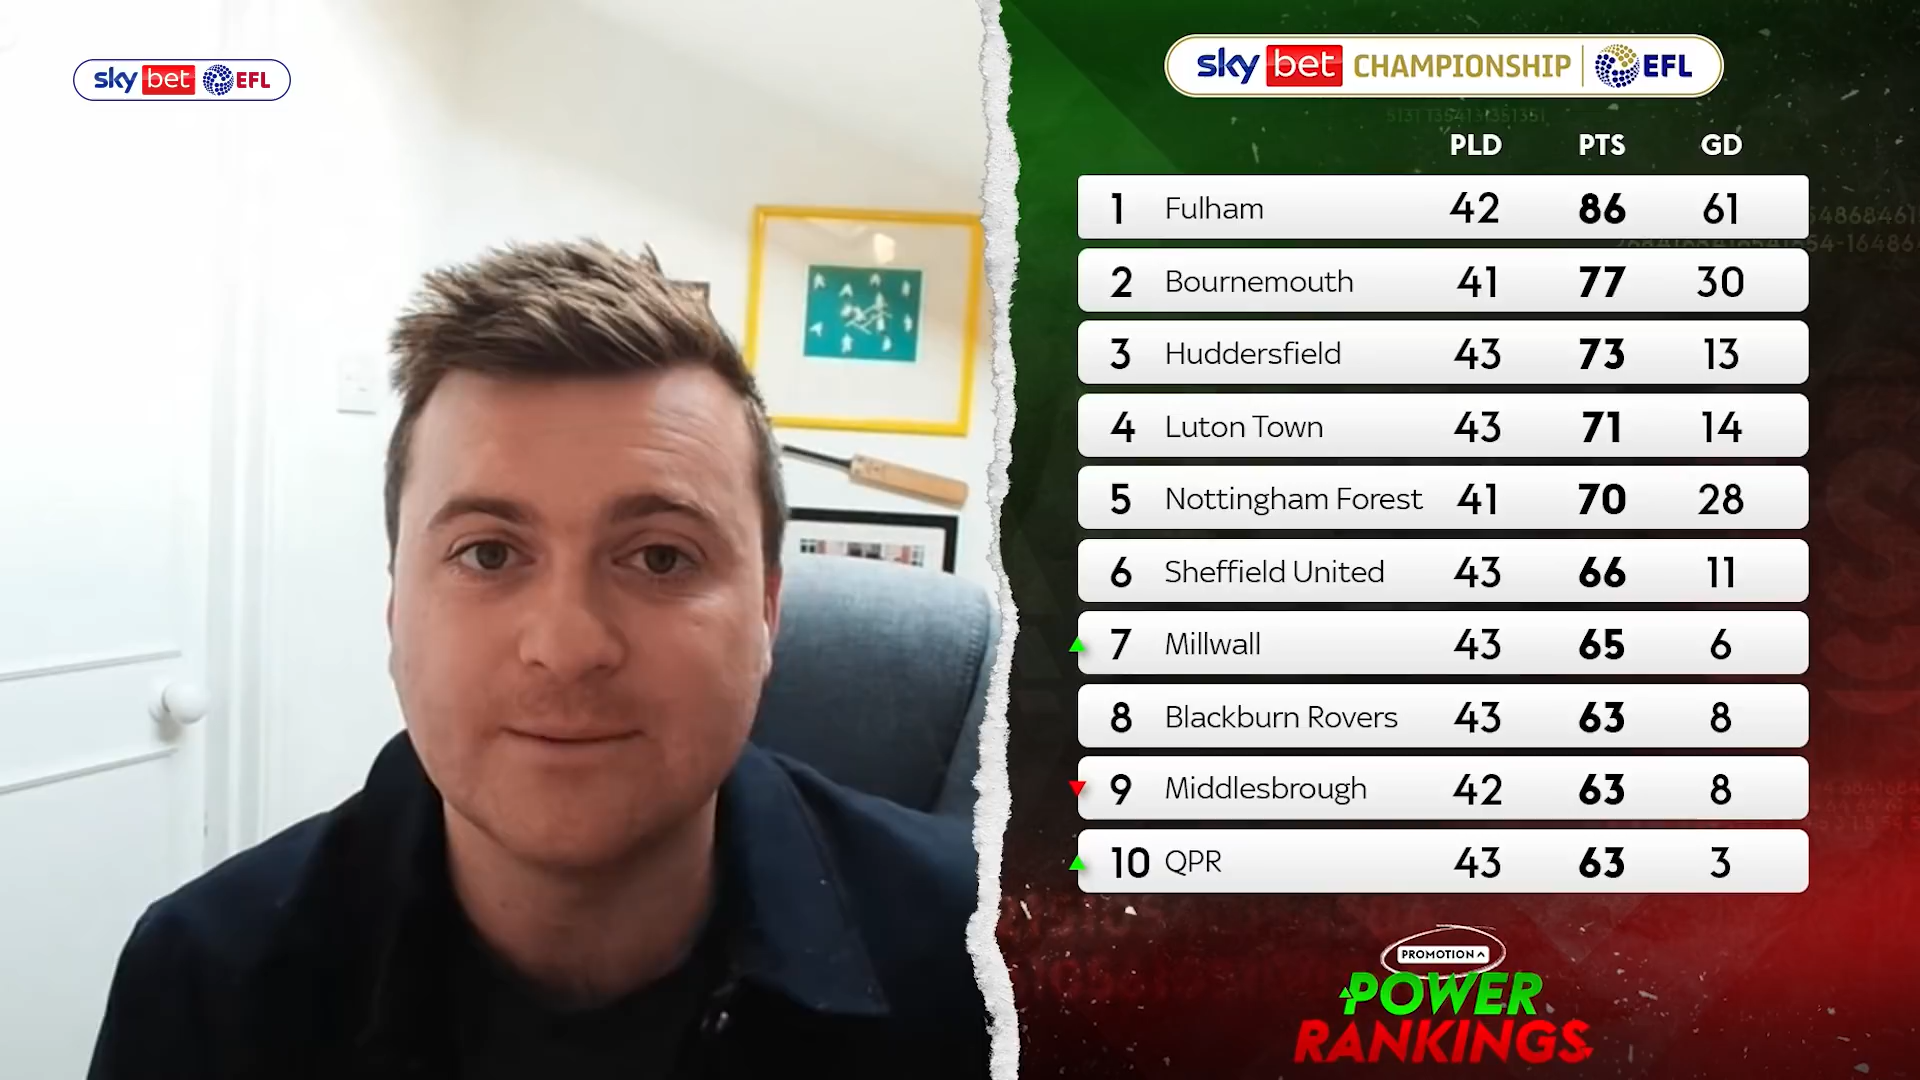 sky bet EFL
sky bet CHAMPIONSHIP EFL
PLD PTS GD
1 Fulham 42 86 61
2 Bournemouth 41 77 30
3 Huddersfield 43 73 13
4 Luton Town 43 71 14
5 Nottingham Forest 41 70 28
6 Sheffield United 43 66 11
7 Millwall 43 65 6
8 Blackburn Rovers 43 63 8
9 Middlesbrough 42 63 8
10 QPR 43 63 3
PROMOTION
POWER
RANKINGS